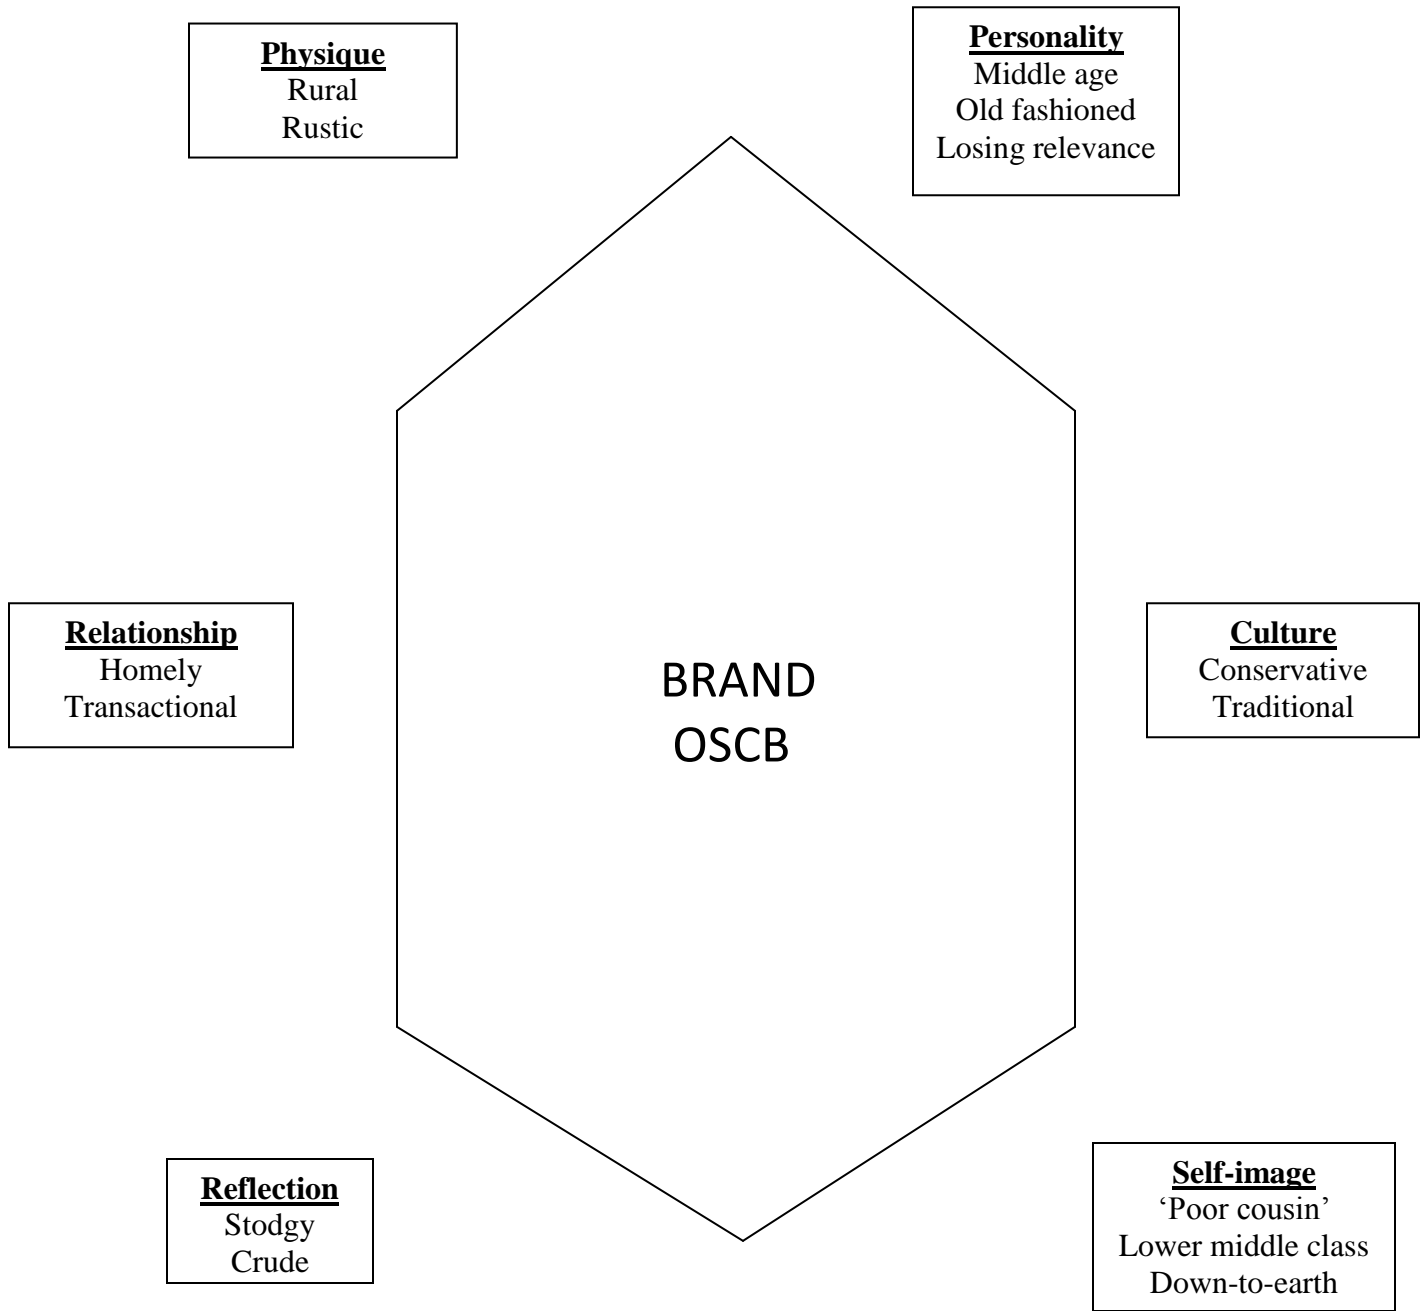 Physique
Rural
Rustic
Personality
Middle age
Old fashioned
Losing relevance
Relationship
Homely
Transactional
BRAND
OSCB
Culture
Conservative
Traditional
Reflection
Stodgy
Crude
Self-image
‘Poor cousin’
Lower middle class
Down-to-earth